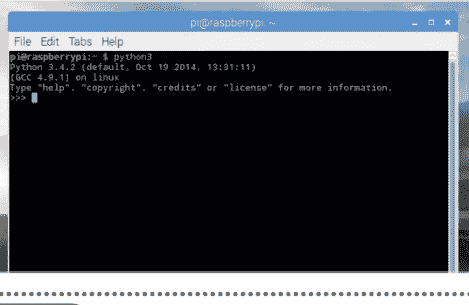 pi@raspberrypi: ~
File Edit Tabs Help
pi@raspberrypi:~ $ python3
Python 3.4.2 (default, Oct 19 2014, 13:31:11)
[GCC 4.9.1] on linux
Type "help", "copyright", "credits" or "license" for more information.
>>>